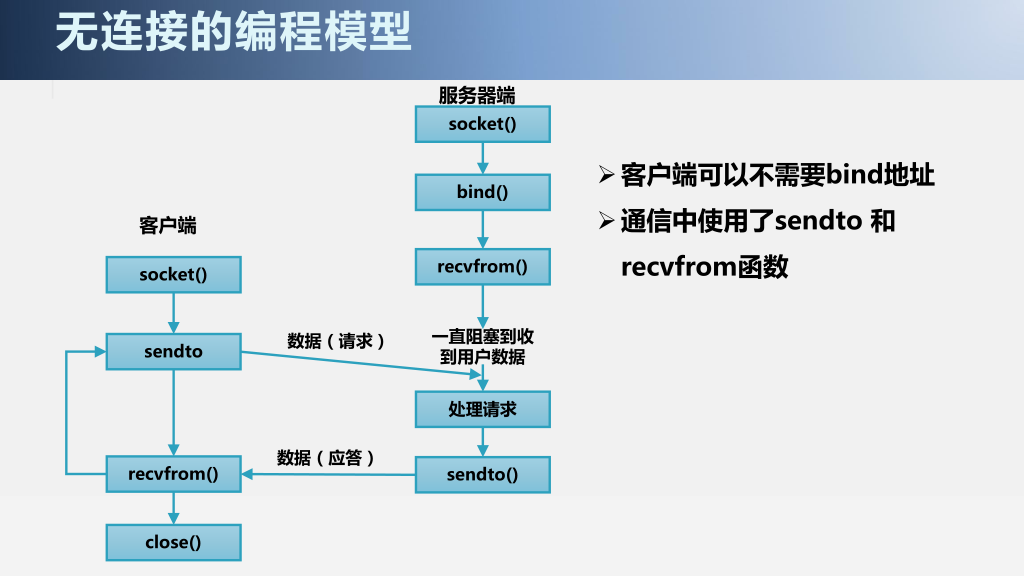 无连接的编程模型
服务器端
socket()
bind()
recvfrom()
一直阻塞到收
到用户数据
处理请求
sendto()
客户端
socket()
sendto
recvfrom()
close()
数据（请求）
数据（应答）
客户端可以不需要bind地址
通信中使用了sendto 和
recvfrom函数